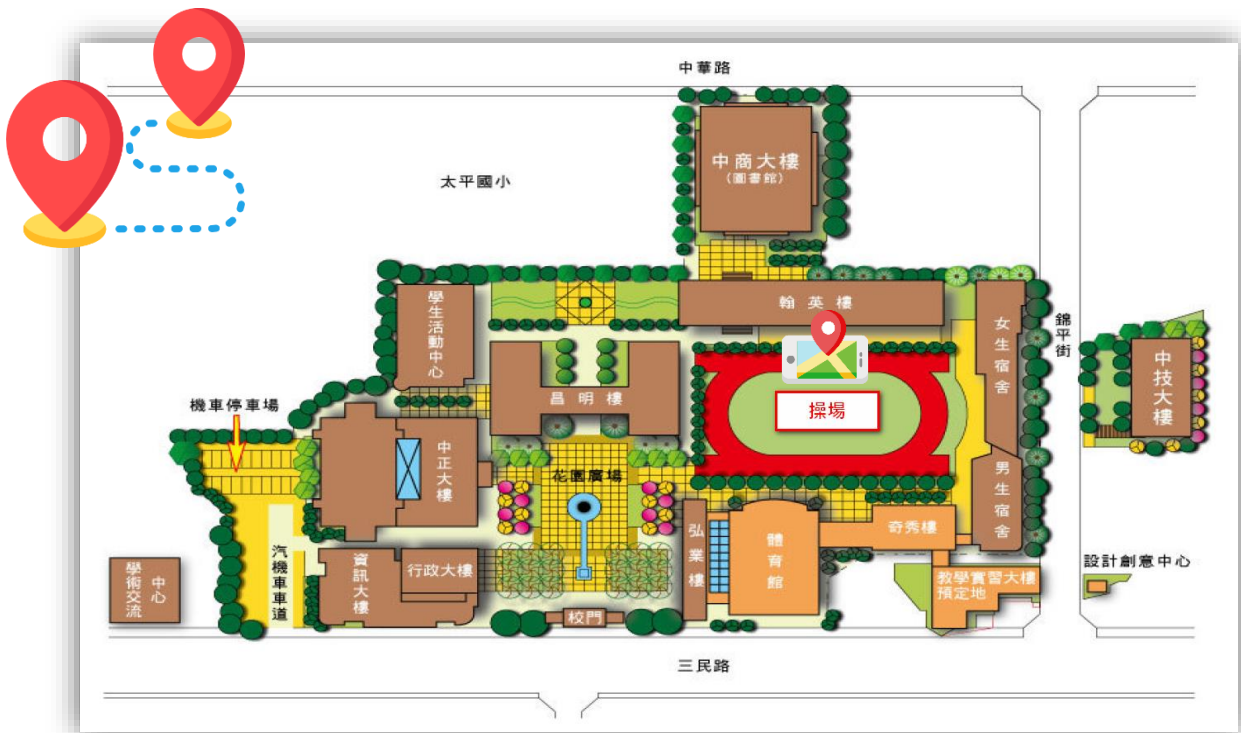 中華路
太平國小
中商大樓
(圖書館)
學生活動中心
翰英樓
女生宿舍
錦平街
中技大樓
昌明樓
操場
機車停車場
中正大樓
花園廣場
男生宿舍
弘業樓
體育館
奇秀樓
汽機車車道
學術交流
中心
資訊大樓
行政大樓
校門
教學實習大樓
預定地
設計創意中心
三民路